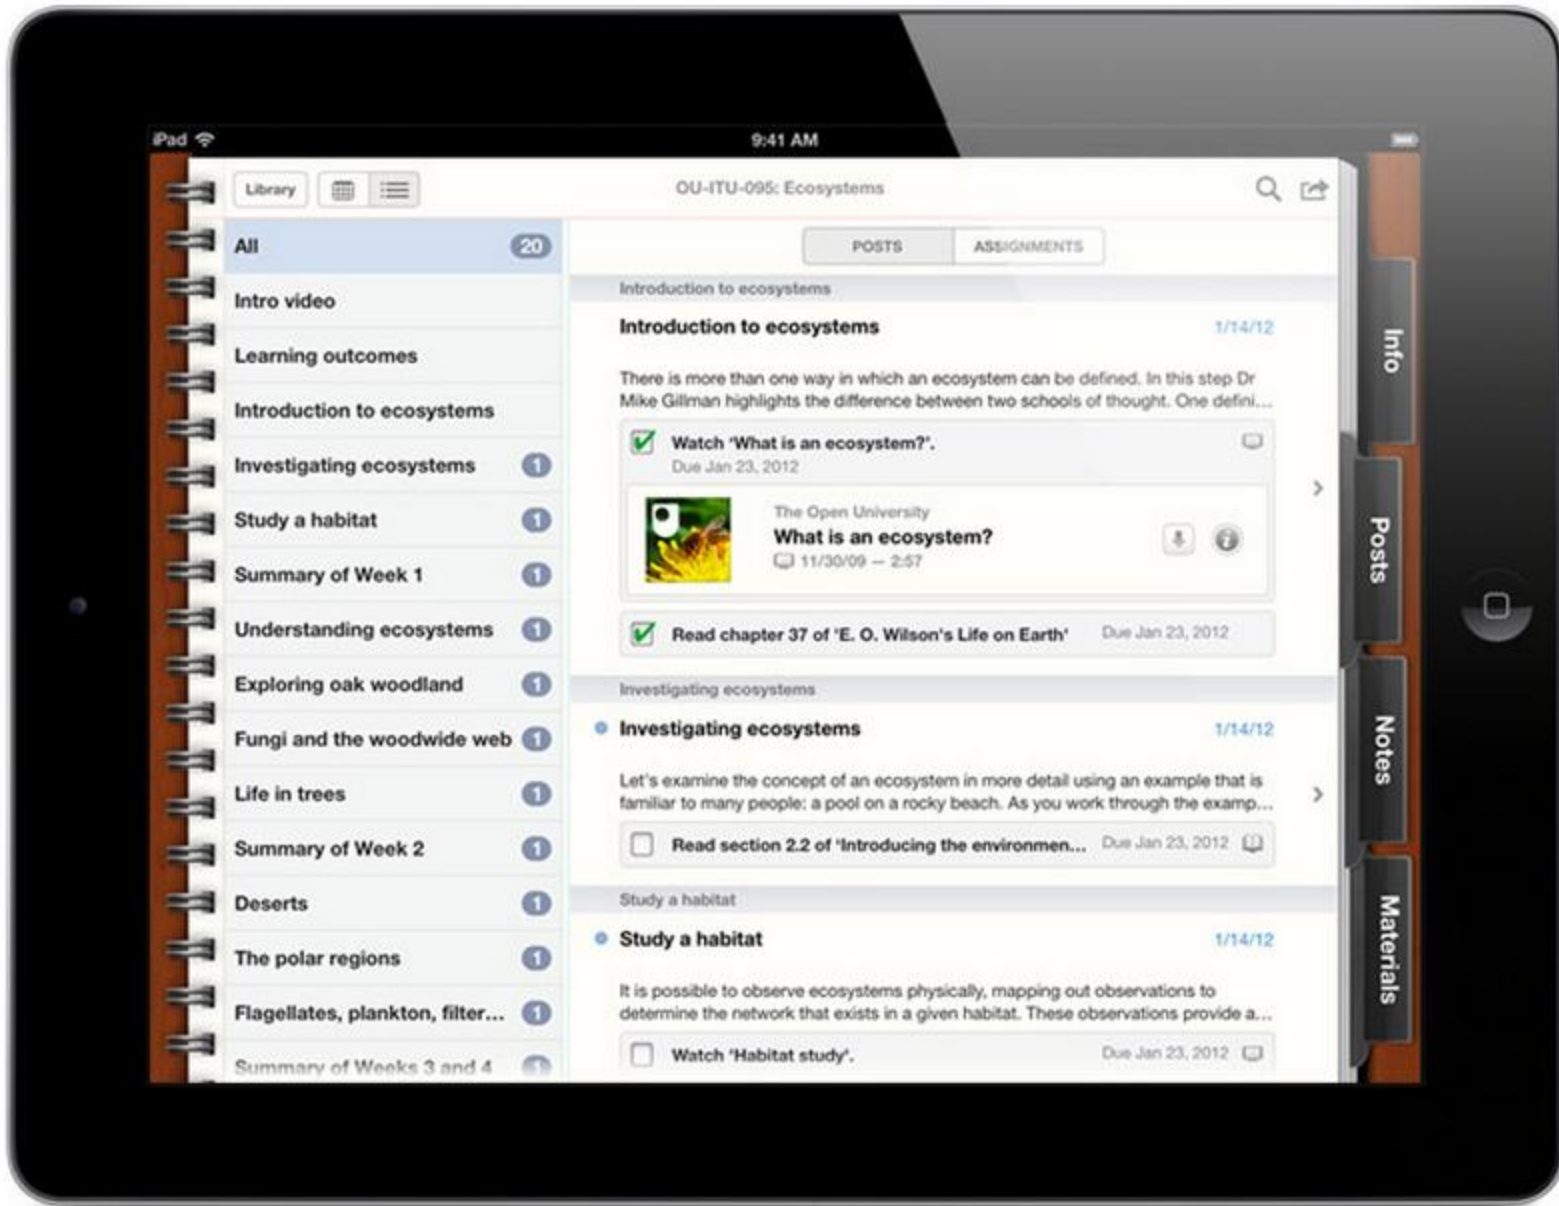 iPad
9:41 AM
Library
OU-ITU-095: Ecosystems
All 20
Intro video
Learning outcomes
Introduction to ecosystems
Investigating ecosystems 1
Study a habitat 1
Summary of Week 1 1
Understanding ecosystems 1
Exploring oak woodland 1
Fungi and the woodwide web 1
Life in trees 1
Summary of Week 2 1
Deserts 1
The polar regions 1
Flagellates, plankton, filter... 1
Summary of Weeks 3 and 4 1
POSTS ASSIGNMENTS
Introduction to ecosystems
Introduction to ecosystems 1/14/12
There is more than one way in which an ecosystem can be defined. In this step Dr
Mike Gillman highlights the difference between two schools of thought. One defini...
Watch 'What is an ecosystem?'.
Due Jan 23, 2012
The Open University
What is an ecosystem?
11/30/09 — 2:57
Read chapter 37 of 'E. O. Wilson's Life on Earth' Due Jan 23, 2012
Investigating ecosystems
Investigating ecosystems 1/14/12
Let's examine the concept of an ecosystem in more detail using an example that is
familiar to many people: a pool on a rocky beach. As you work through the examp...
Read section 2.2 of 'Introducing the environmen... Due Jan 23, 2012
Study a habitat
Study a habitat 1/14/12
It is possible to observe ecosystems physically, mapping out observations to
determine the network that exists in a given habitat. These observations provide a...
Watch 'Habitat study'. Due Jan 23, 2012
Info
Posts
Notes
Materials